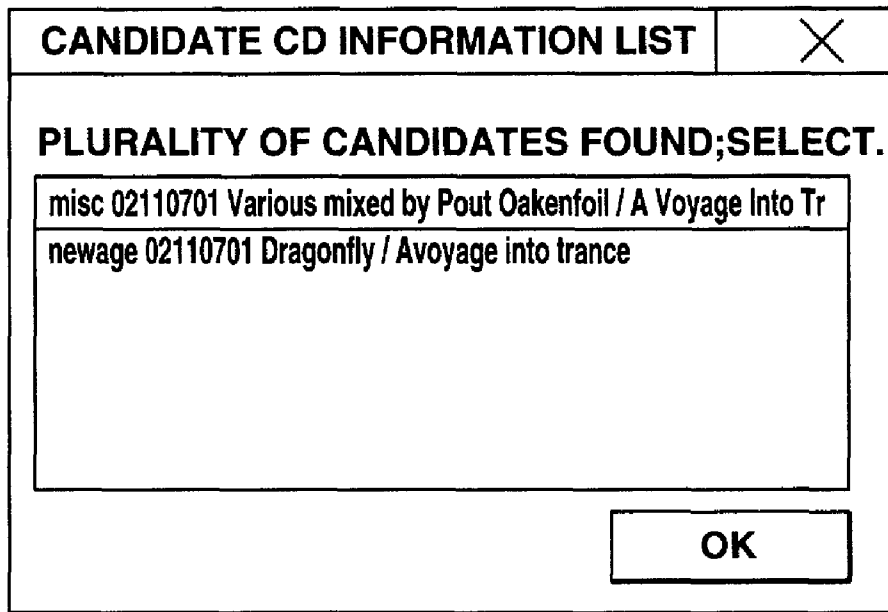 CANDIDATE CD INFORMATION LIST
PLURALITY OF CANDIDATES FOUND;SELECT.
misc 02110701 Various mixed by Pout Oakenfoil / A Voyage Into Tr
newage 02110701 Dragonfly / Avoyage into trance
OK